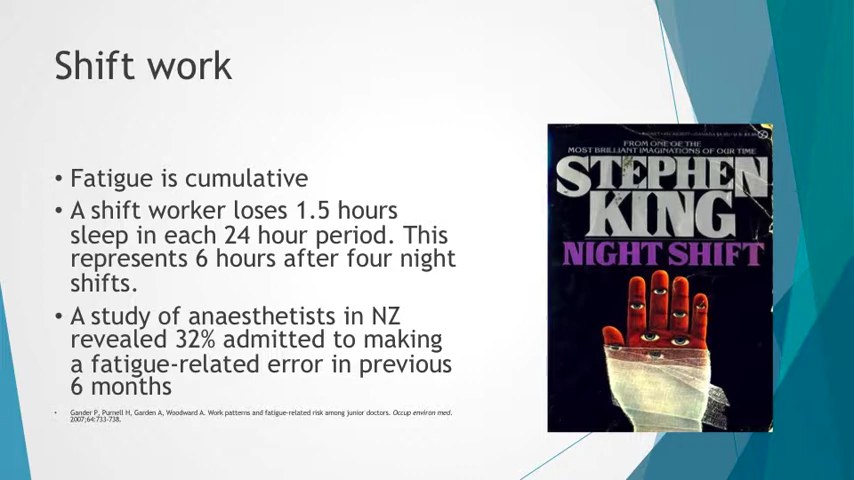 Shift work
• Fatigue is cumulative
• A shift worker loses 1.5 hours
sleep in each 24 hour period. This
represents 6 hours after four night
shifts.
• A study of anaesthetists in NZ
revealed 32% admitted to making
a fatigue-related error in previous
6 months
• Gander P, Purnell H, Garden A, Woodward A. Work patterns and fatigue-related risk among junior doctors. Occup environ med.
2007;64:733-738.
FROM ONE OF THE
MOST BRILLIANT IMAGINATIONS OF OUR TIME
STEPHEN
KING
NIGHT SHIFT